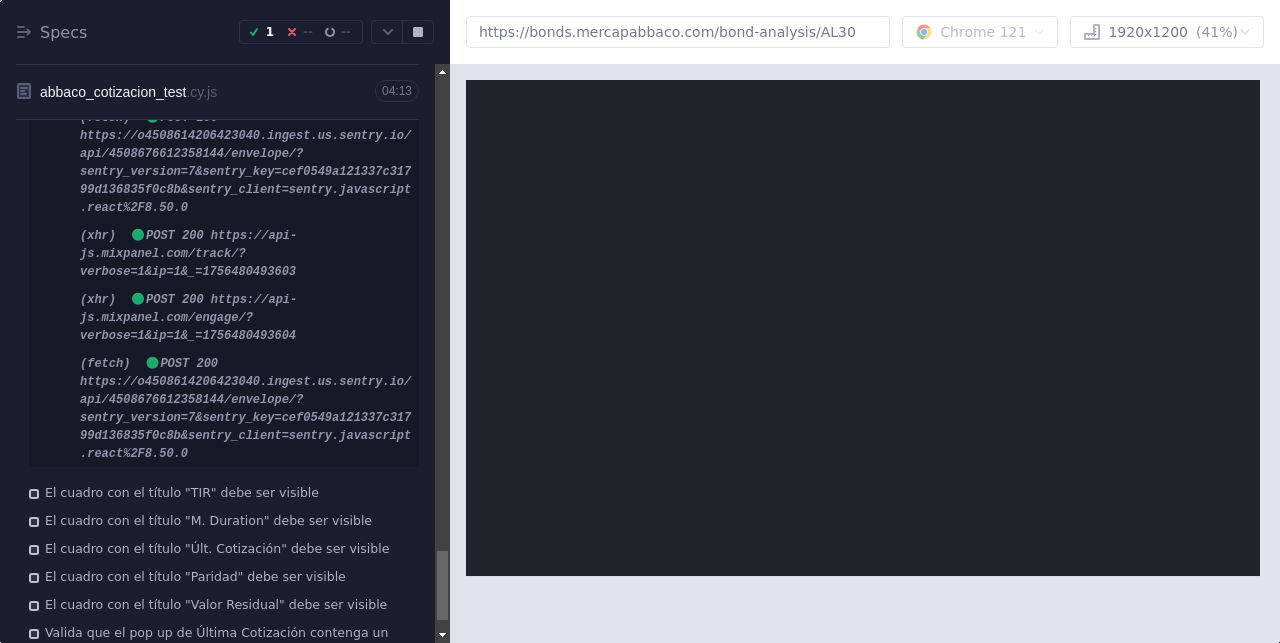 Specs
1
--
--
https://bonds.mercapabbaco.com/bond-analysis/AL30
Chrome 121
1920x1200 (41%)
abbaco_cotizacion_test.cy.js
04:13
(fetch) POST 200
https://o4508614206423040.ingest.us.sentry.io/
api/4508676612358144/envelope/?
sentry_version=7&sentry_key=cef0549a121337c317
99d136835f0c8b&sentry_client=sentry.javascript
.react%2F8.50.0
(xhr) POST 200 https://api-
js.mixpanel.com/track/?
verbose=1&ip=1&_=1756480493603
(xhr) POST 200 https://api-
js.mixpanel.com/engage/?
verbose=1&ip=1&_=1756480493604
(fetch) POST 200
https://o4508614206423040.ingest.us.sentry.io/
api/4508676612358144/envelope/?
sentry_version=7&sentry_key=cef0549a121337c317
99d136835f0c8b&sentry_client=sentry.javascript
.react%2F8.50.0
El cuadro con el título "TIR" debe ser visible
El cuadro con el título "M. Duration" debe ser visible
El cuadro con el título "Últ. Cotización" debe ser visible
El cuadro con el título "Paridad" debe ser visible
El cuadro con el título "Valor Residual" debe ser visible
Valida que el pop up de Última Cotización contenga un